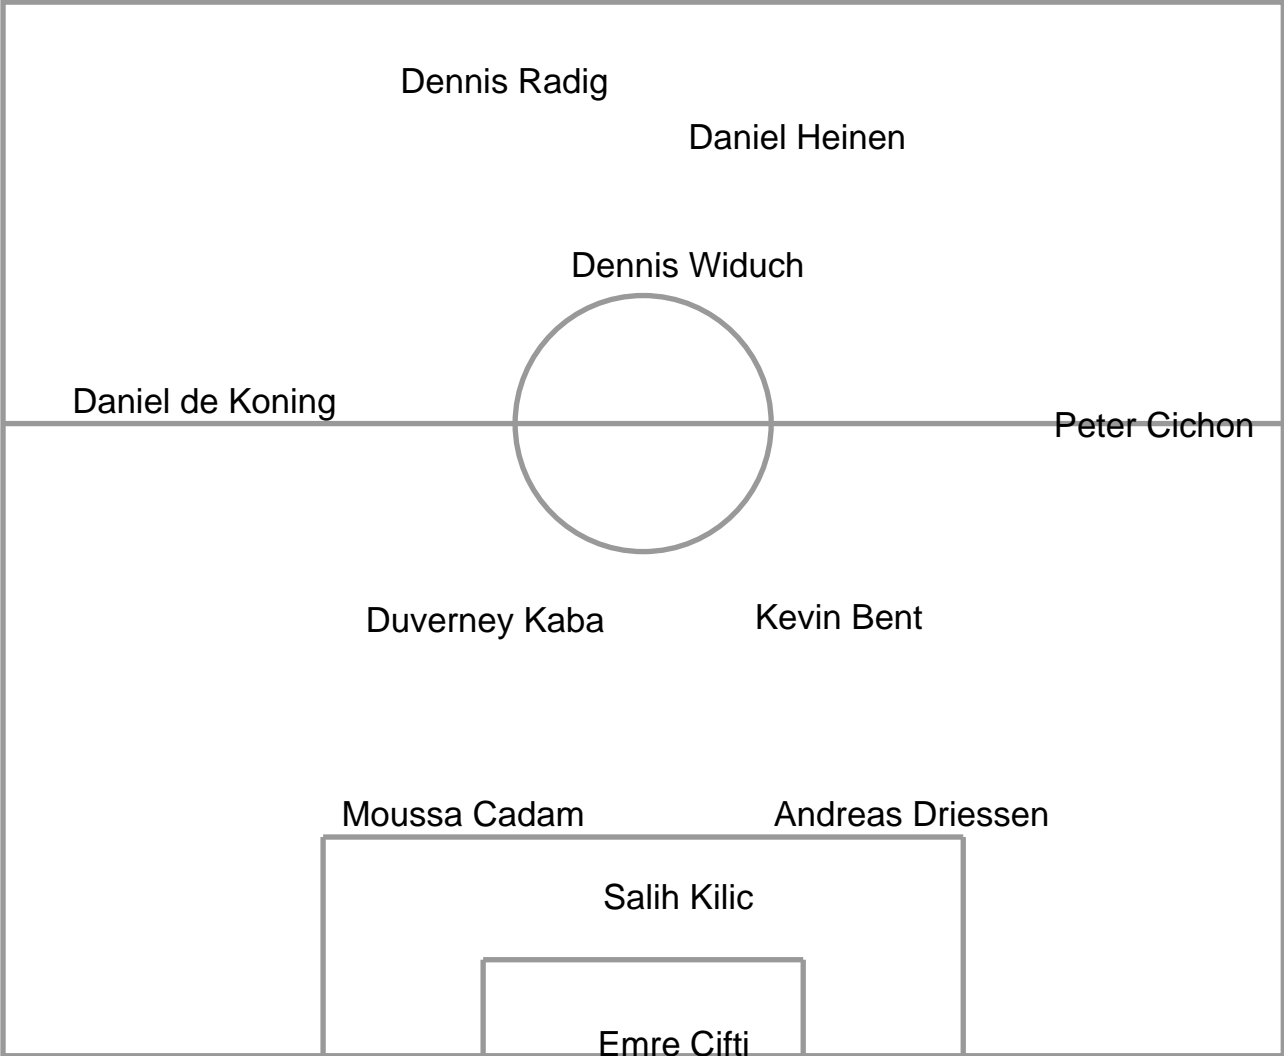 Dennis Radig
Daniel Heinen
Dennis Widuch
Daniel de Koning
Peter Cichon
Duverney Kaba
Kevin Bent
Moussa Cadam
Andreas Driessen
Salih Kilic
Emre Cifti